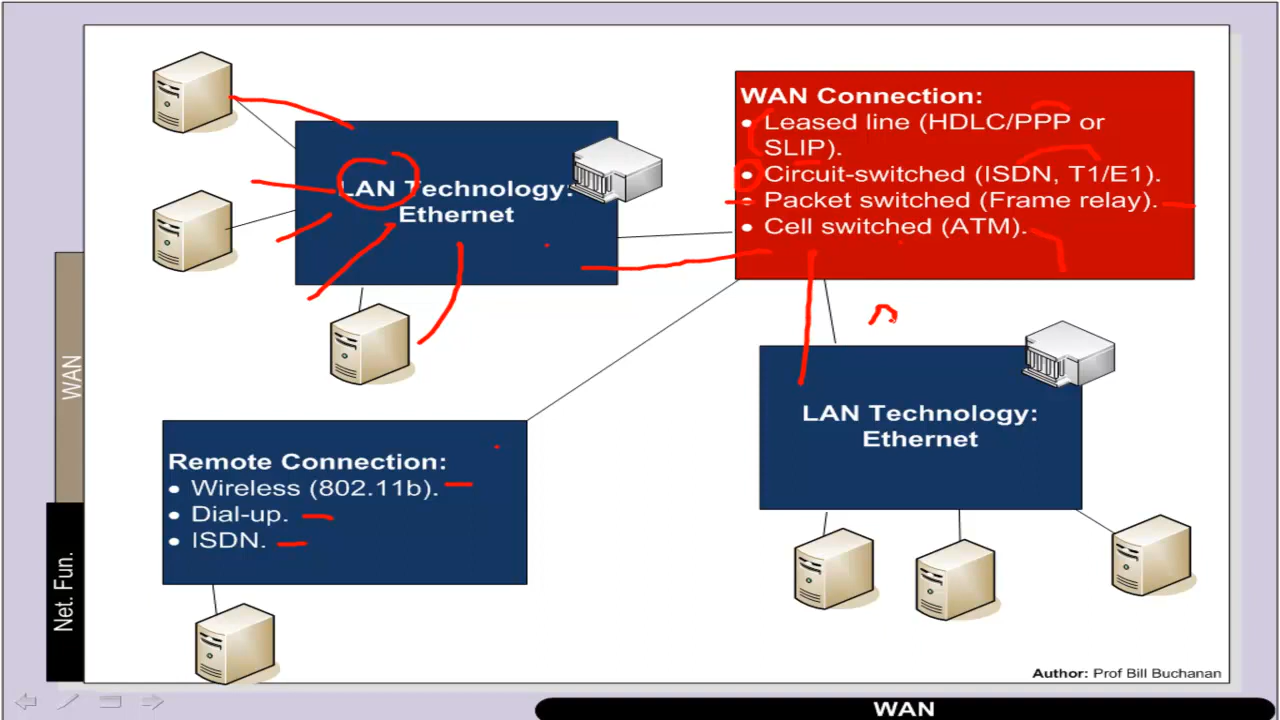 LAN Technology:
Ethernet
WAN Connection:
• Leased line (HDLC/PPP or
SLIP).
• Circuit-switched (ISDN, T1/E1).
• Packet switched (Frame relay).
• Cell switched (ATM).
LAN Technology:
Ethernet
Remote Connection:
• Wireless (802.11b).
• Dial-up.
• ISDN.
WAN
Net. Fun.
Author: Prof Bill Buchanan
WAN